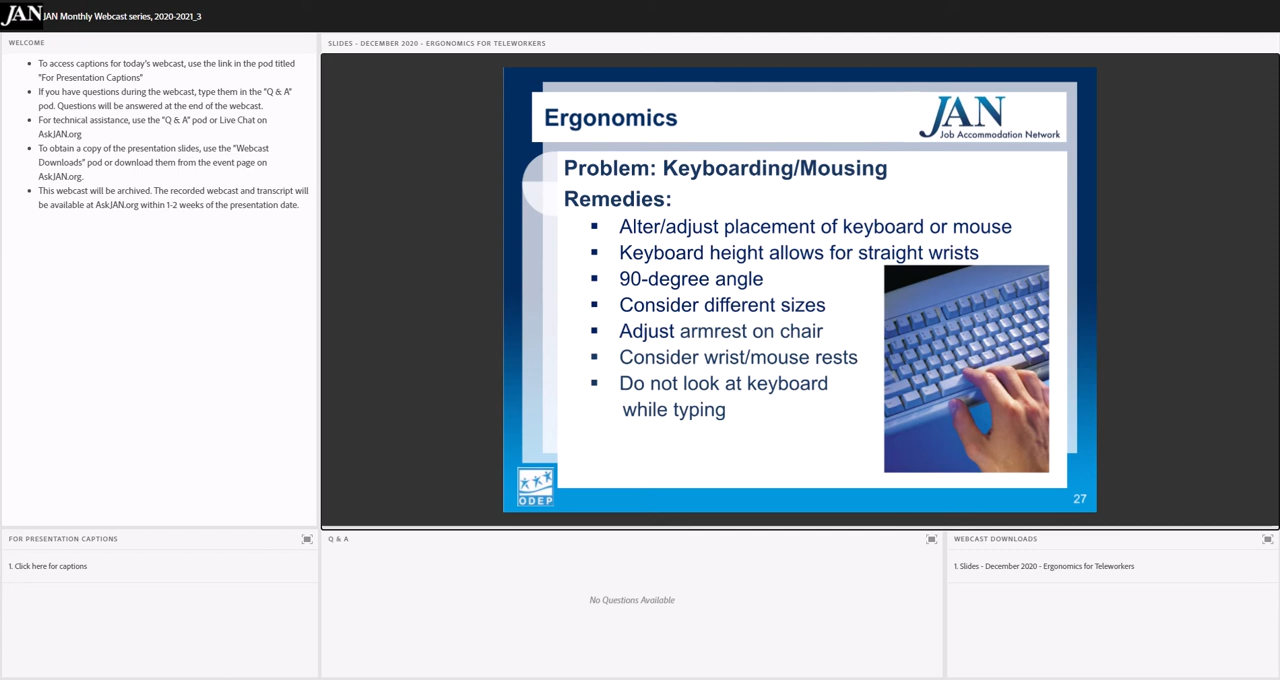 JAN JAN Monthly Webcast series, 2020-2021_3
WELCOME
To access captions for today's webcast, use the link in the pod titled
"For Presentation Captions"
If you have questions during the webcast, type them in the "Q & A"
pod. Questions will be answered at the end of the webcast.
For technical assistance, use the "Q & A" pod or Live Chat on
AskJAN.org
To obtain a copy of the presentation slides, use the "Webcast
Downloads" pod or download them from the event page on
AskJAN.org.
This webcast will be archived. The recorded webcast and transcript will
be available at AskJAN.org within 1-2 weeks of the presentation date.
SLIDES - DECEMBER 2020 - ERGONOMICS FOR TELEWORKERS
Ergonomics
JAN
Job Accommodation Network
Problem: Keyboarding/Mousing
Remedies:
Alter/adjust placement of keyboard or mouse
Keyboard height allows for straight wrists
90-degree angle
Consider different sizes
Adjust armrest on chair
Consider wrist/mouse rests
Do not look at keyboard
while typing
ODEP
27
FOR PRESENTATION CAPTIONS
1. Click here for captions
Q & A
No Questions Available
WEBCAST DOWNLOADS
1. Slides - December 2020 - Ergonomics for Teleworkers